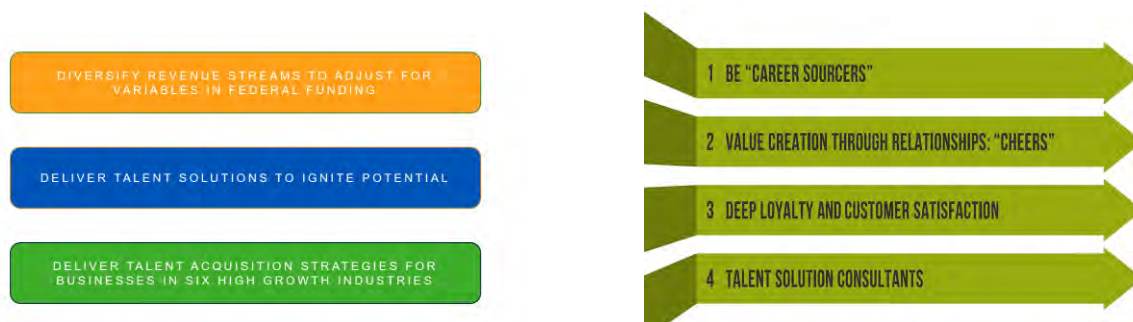 DIVERSIFY REVENUE STREAMS TO ADJUST FOR
VARIABLES IN FEDERAL FUNDING
DELIVER TALENT SOLUTIONS TO IGNITE POTENTIAL
DELIVER TALENT ACQUISITION STRATEGIES FOR
BUSINESSES IN SIX HIGH GROWTH INDUSTRIES
1 BE “CAREER SOURCERS”
2 VALUE CREATION THROUGH RELATIONSHIPS: “CHEERS”
3 DEEP LOYALTY AND CUSTOMER SATISFACTION
4 TALENT SOLUTION CONSULTANTS